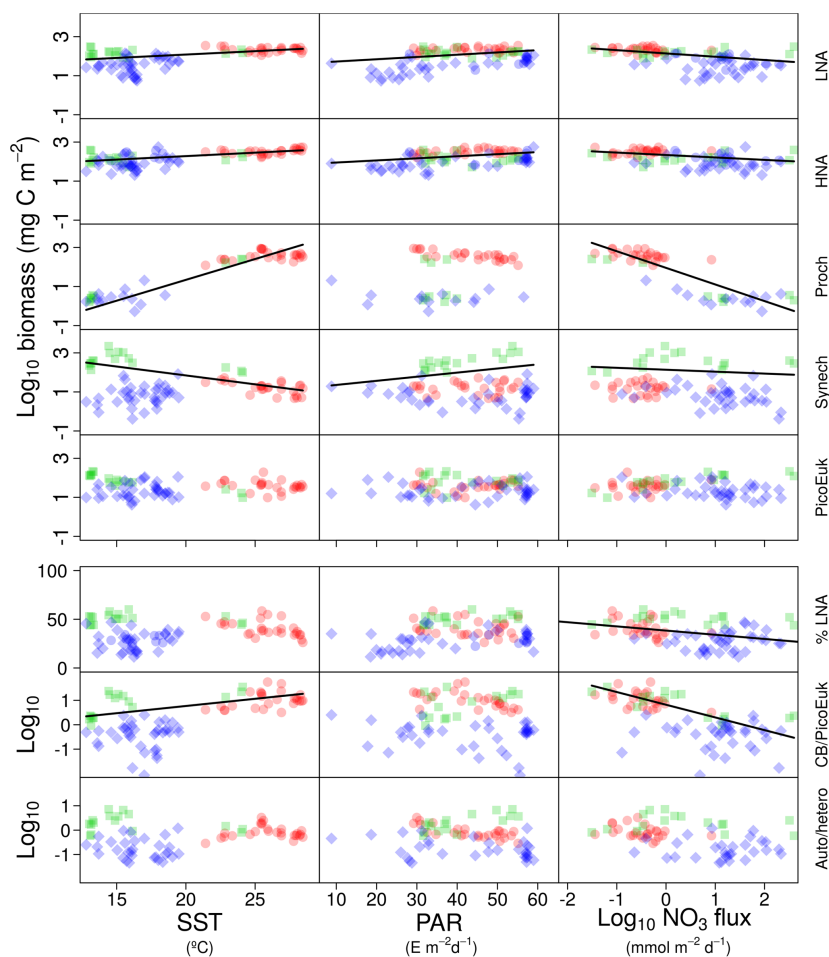 3
1
-1
LNA
3
1
-1
HNA
3
1
-1
Proch
3
1
-1
Synech
3
1
-1
PicoEuk
Log10 biomass (mg C m−2)
100
50
0
% LNA
1
0
-1
Log10
CB/PicoEuk
1
0
-1
Log10
Auto/hetero
15 20 25 10 20 30 40 50 60 -2 -1 0 1 2
SST PAR Log10 NO3 flux
(ºC) (E m−2d−1) (mmol m−2 d−1)